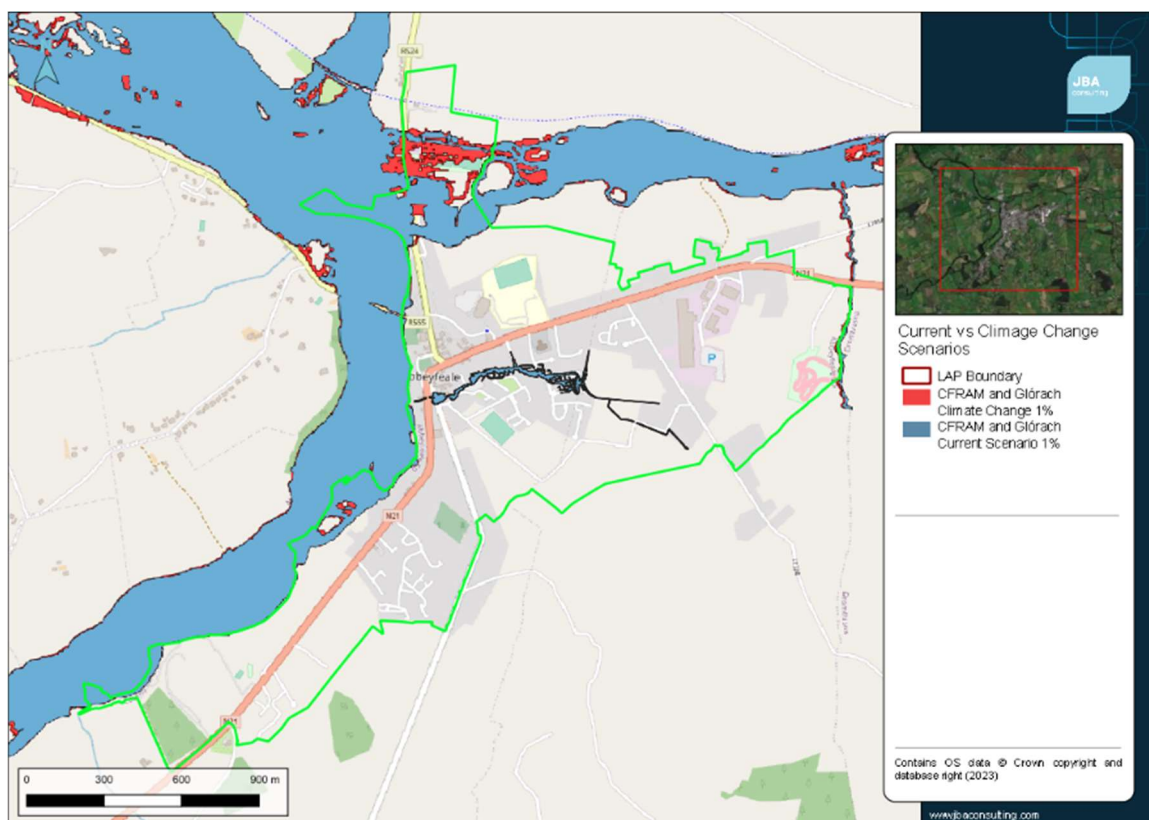 R524
JBA
consulting
N21
R555
P
bbeyfeale
N21
N21
Current vs Climage Change
Scenarios
LAP Boundary
CFRAM and Glórach
Climate Change 1%
CFRAM and Glórach
Current Scenario 1%
0 300 600 900 m
Contains OS data © Crown copyright and
database right (2023)
www.jbaconsulting.com